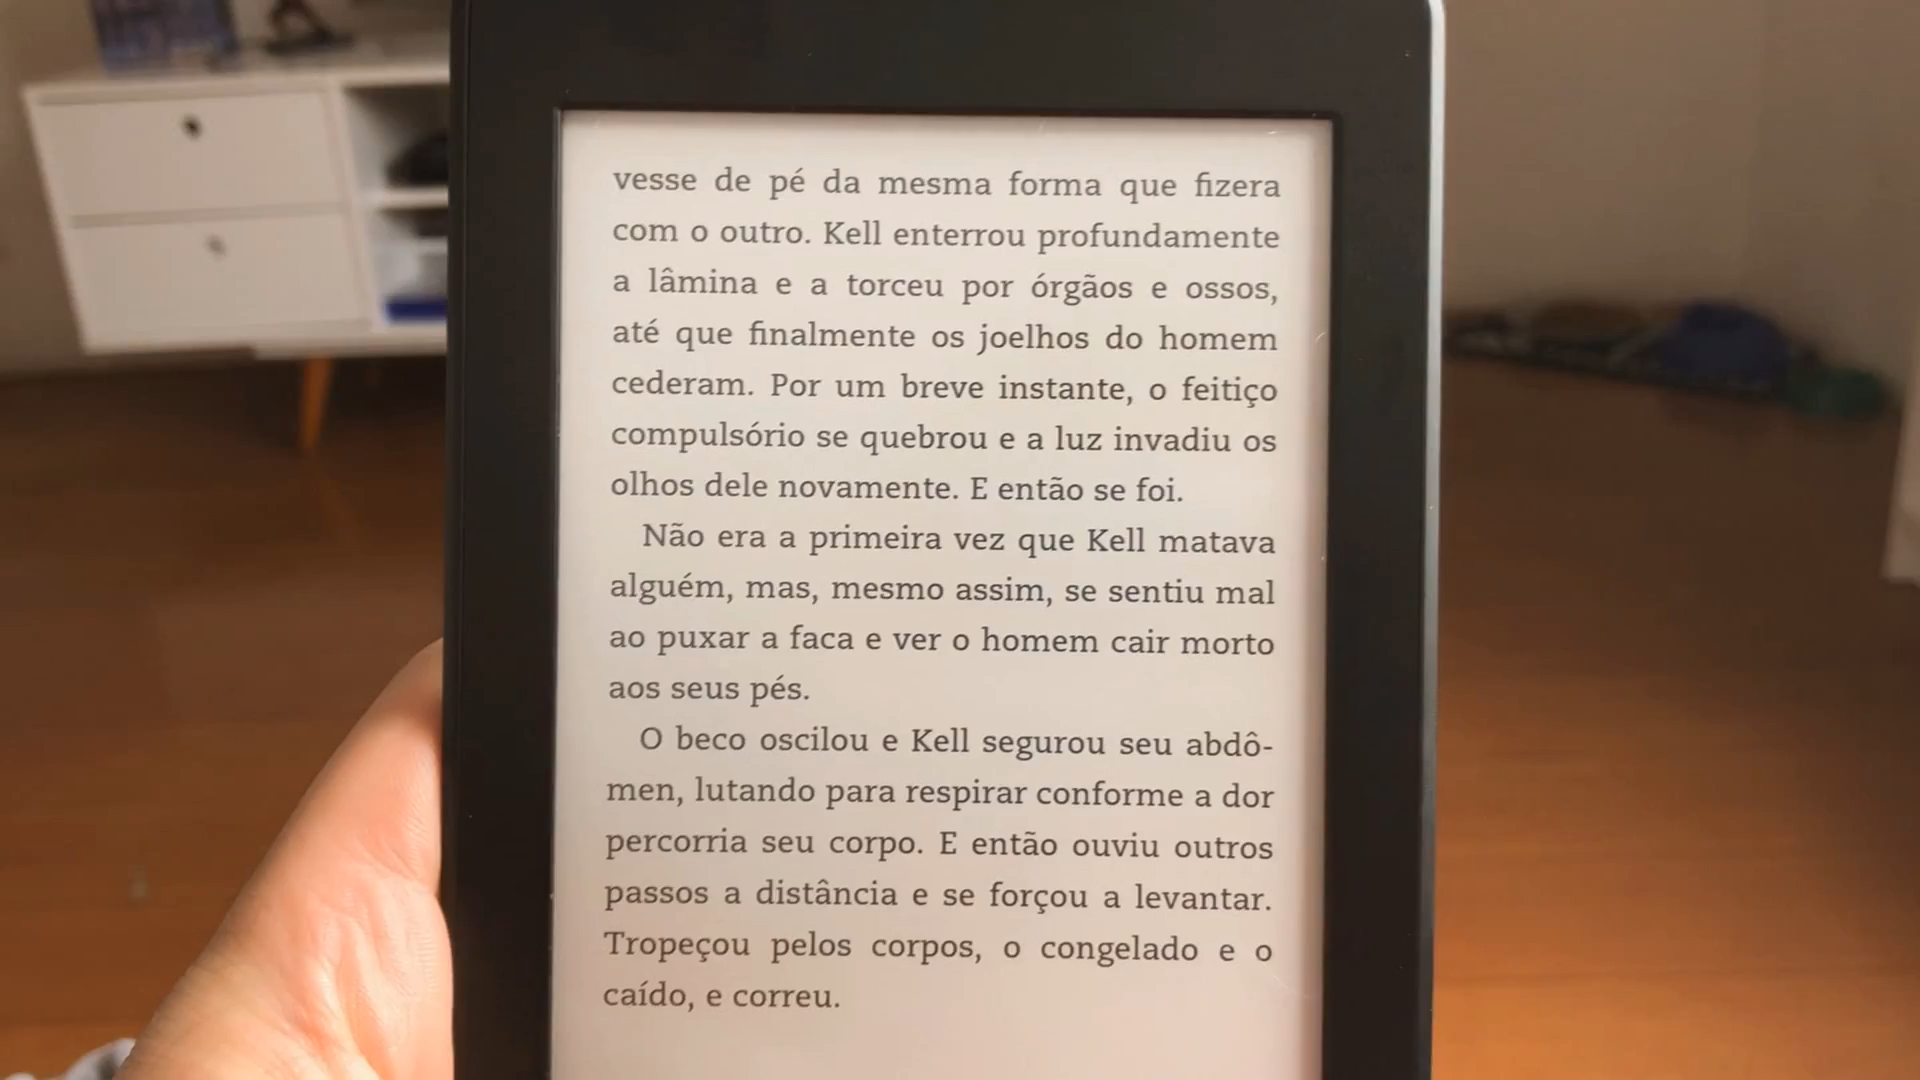 vesse de pé da mesma forma que fizera
com o outro. Kell enterrou profundamente
a lâmina e a torceu por órgãos e ossos,
até que finalmente os joelhos do homem
cederam. Por um breve instante, o feitiço
compulsório se quebrou e a luz invadiu os
olhos dele novamente. E então se foi.
Não era a primeira vez que Kell matava
alguém, mas, mesmo assim, se sentiu mal
ao puxar a faca e ver o homem cair morto
aos seus pés.
O beco oscilou e Kell segurou seu abdô-
men, lutando para respirar conforme a dor
percorria seu corpo. E então ouviu outros
passos a distância e se forçou a levantar.
Tropeçou pelos corpos, o congelado e o
caído, e correu.